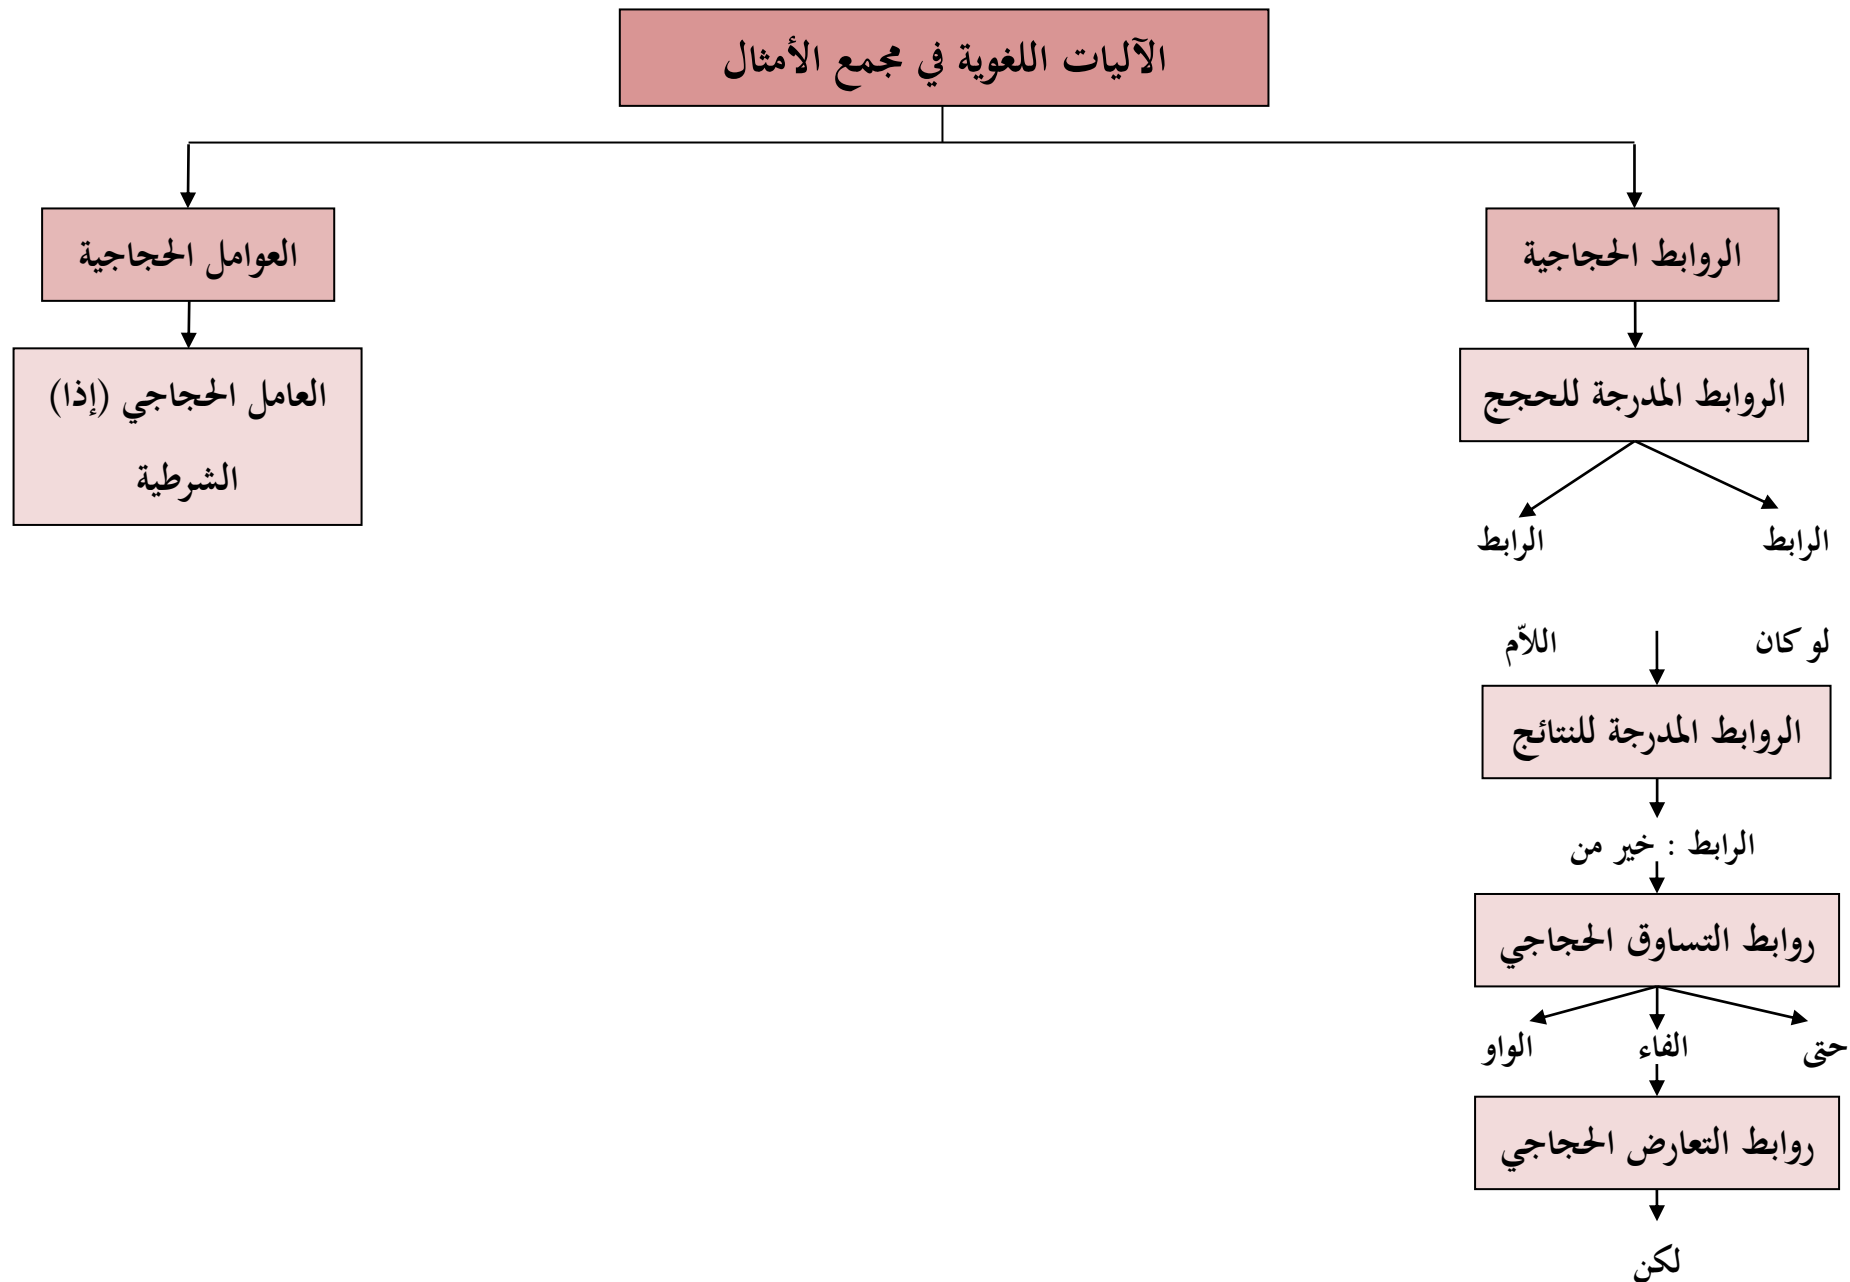 الآليات اللغوية في مجمع الأمثال
الروابط الحجاجية
العوامل الحجاجية
الروابط المدرجة للحجج
العامل الحجاجي (إذا)
الشرطية
الرابط
الرابط
لو كان
اللاّم
الروابط المدرجة للنتائج
الرابط : خير من
روابط التساوق الحجاجي
حتى
الفاء
الواو
روابط التعارض الحجاجي
لكن